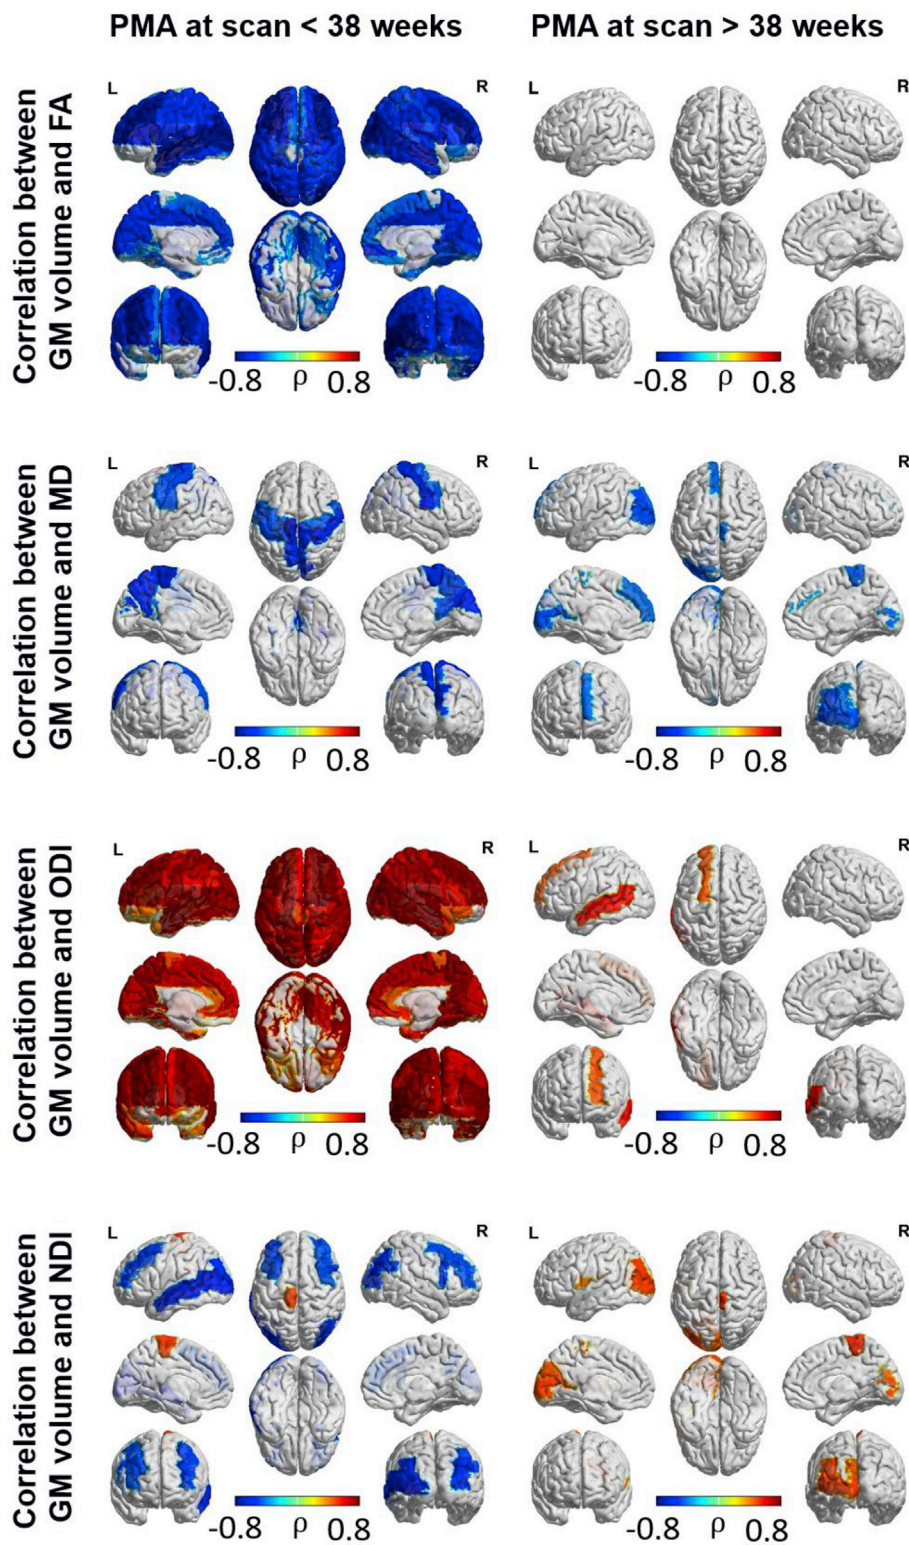 PMA at scan < 38 weeks
PMA at scan > 38 weeks
Correlation between
GM volume and FA
L
R
L
R
-0.8 ρ 0.8
-0.8 ρ 0.8
Correlation between
GM volume and MD
L
R
L
R
-0.8 ρ 0.8
-0.8 ρ 0.8
Correlation between
GM volume and ODI
L
R
L
R
-0.8 ρ 0.8
-0.8 ρ 0.8
Correlation between
GM volume and NDI
L
R
L
R
-0.8 ρ 0.8
-0.8 ρ 0.8